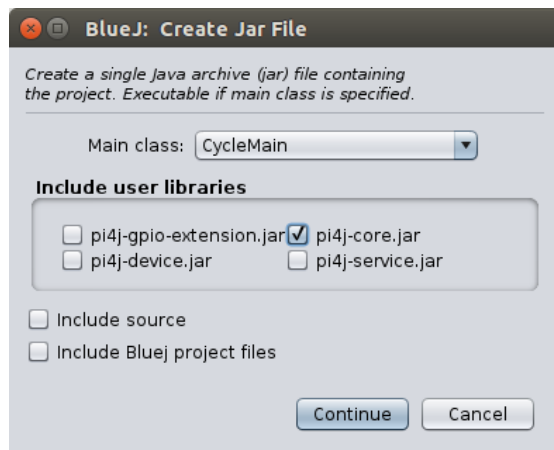 BlueJ: Create Jar File
Create a single Java archive (jar) file containing
the project. Executable if main class is specified.
Main class: CycleMain
Include user libraries
pi4j-gpio-extension.jar pi4j-core.jar
pi4j-device.jar pi4j-service.jar
Include source
Include Bluej project files
Continue Cancel